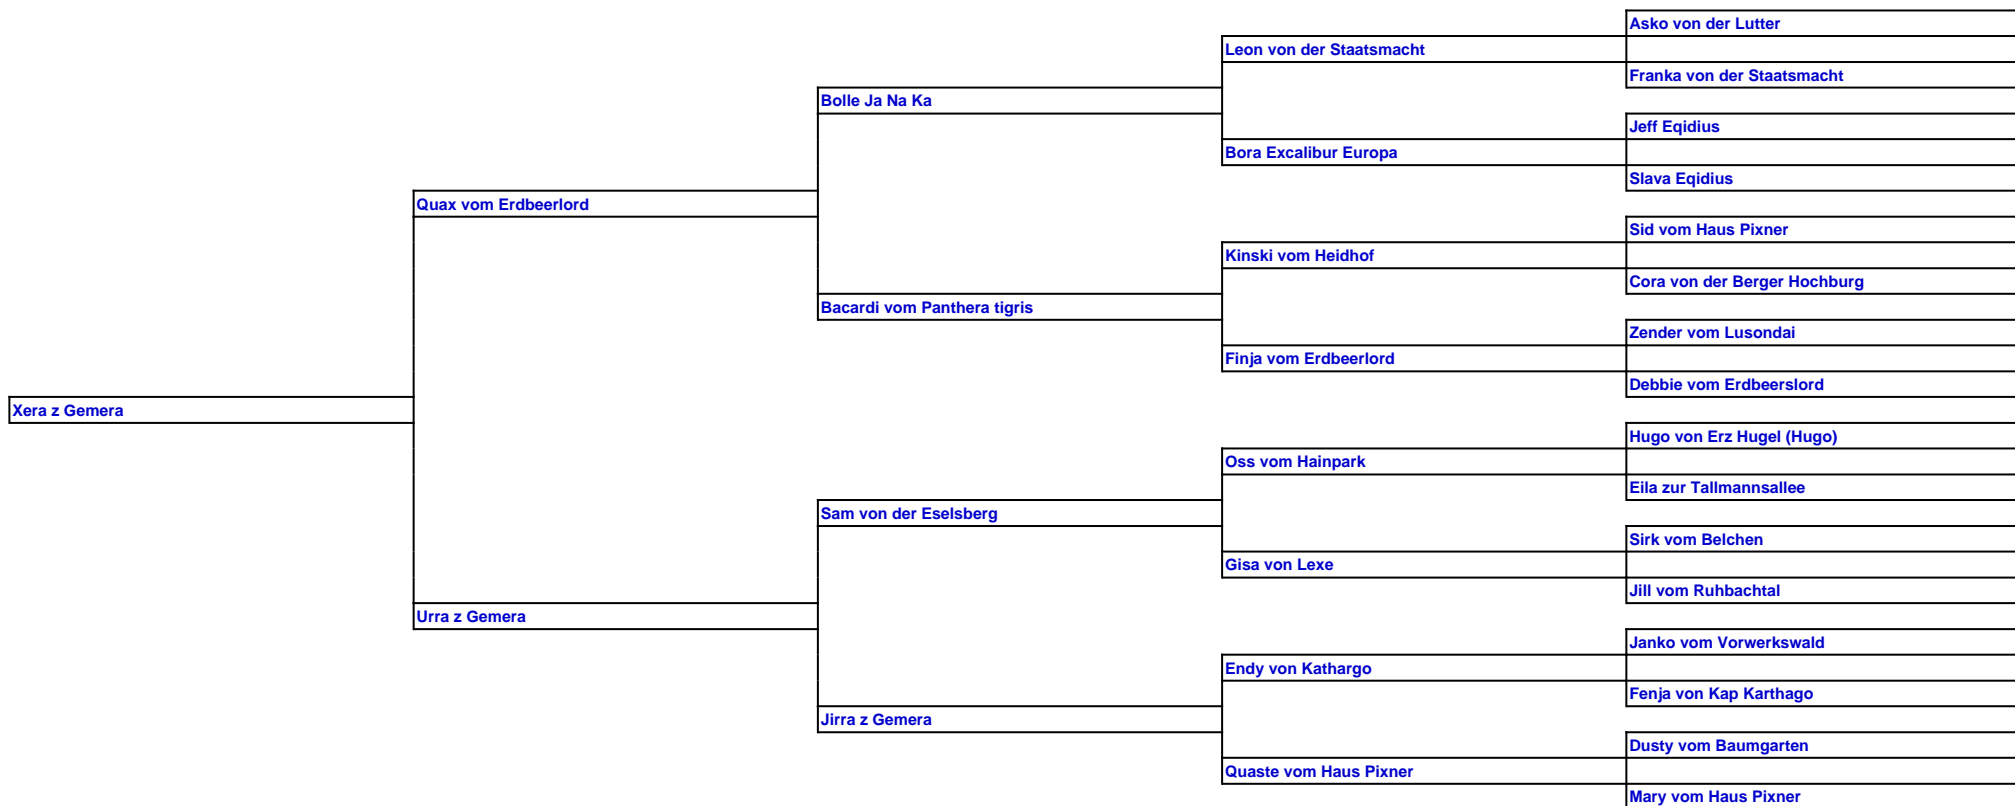 Asko von der Lutter
Leon von der Staatsmacht
Franka von der Staatsmacht
Bolle Ja Na Ka
Jeff Eqidius
Bora Excalibur Europa
Slava Eqidius
Quax vom Erdbeerlord
Sid vom Haus Pixner
Kinski vom Heidhof
Cora von der Berger Hochburg
Bacardi vom Panthera tigris
Zender vom Lusondai
Finja vom Erdbeerlord
Debbie vom Erdbeerslord
Xera z Gemera
Hugo von Erz Hugel (Hugo)
Oss vom Hainpark
Eila zur Tallmannsallee
Sam von der Eselsberg
Sirk vom Belchen
Gisa von Lexe
Jill vom Ruhbachtal
Urra z Gemera
Janko vom Vorwerkswald
Endy von Kathargo
Fenja von Kap Karthago
Jirra z Gemera
Dusty vom Baumgarten
Quaste vom Haus Pixner
Mary vom Haus Pixner